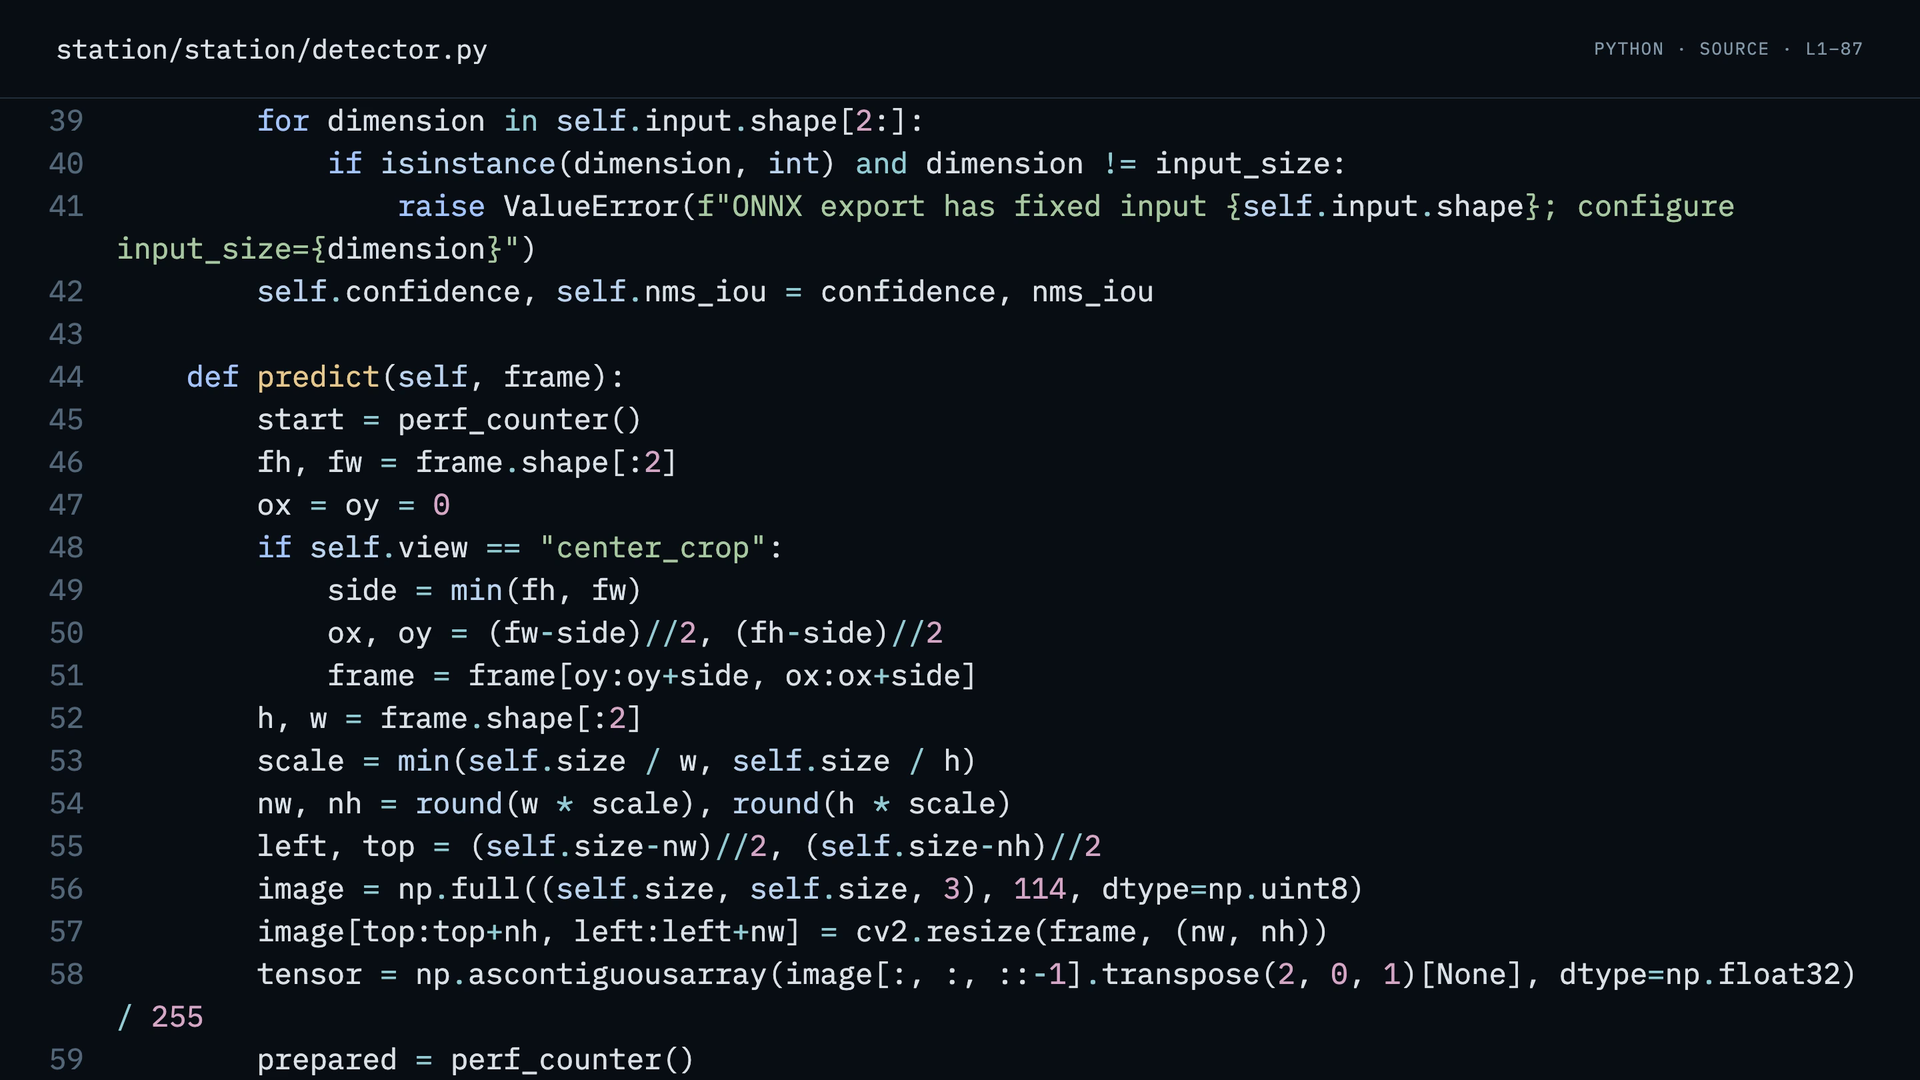 station/station/detector.py
PYTHON · SOURCE · L1–87
39         for dimension in self.input.shape[2:]:
40             if isinstance(dimension, int) and dimension != input_size:
41                 raise ValueError(f"ONNX export has fixed input {self.input.shape}; configure
input_size={dimension}")
42         self.confidence, self.nms_iou = confidence, nms_iou
43
44     def predict(self, frame):
45         start = perf_counter()
46         fh, fw = frame.shape[:2]
47         ox = oy = 0
48         if self.view == "center_crop":
49             side = min(fh, fw)
50             ox, oy = (fw-side)//2, (fh-side)//2
51             frame = frame[oy:oy+side, ox:ox+side]
52         h, w = frame.shape[:2]
53         scale = min(self.size / w, self.size / h)
54         nw, nh = round(w * scale), round(h * scale)
55         left, top = (self.size-nw)//2, (self.size-nh)//2
56         image = np.full((self.size, self.size, 3), 114, dtype=np.uint8)
57         image[top:top+nh, left:left+nw] = cv2.resize(frame, (nw, nh))
58         tensor = np.ascontiguousarray(image[:, :, ::-1].transpose(2, 0, 1)[None], dtype=np.float32)
/ 255
59         prepared = perf_counter()